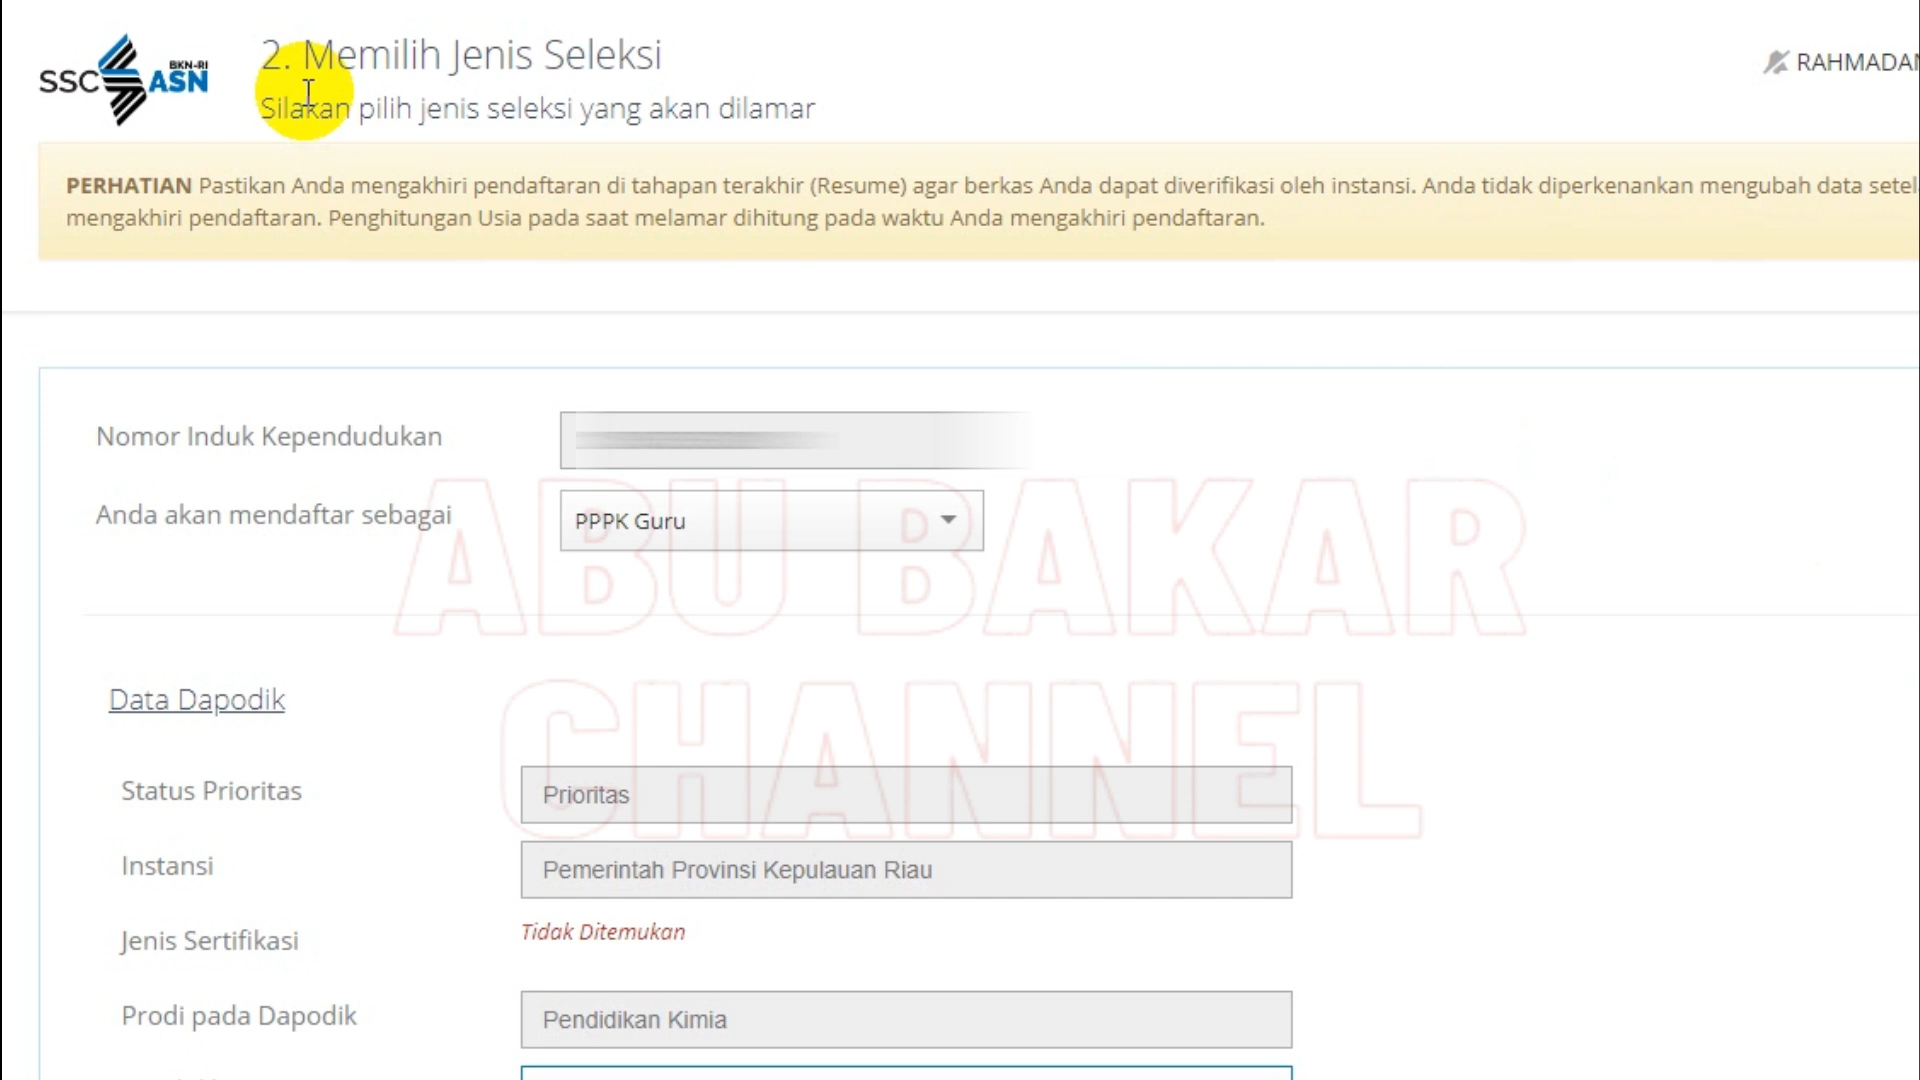 2. Memilih Jenis Seleksi
Silakan pilih jenis seleksi yang akan dilamar
SSC
BKN-RI
ASN
RAHMADAN
PERHATIAN Pastikan Anda mengakhiri pendaftaran di tahapan terakhir (Resume) agar berkas Anda dapat diverifikasi oleh instansi. Anda tidak diperkenankan mengubah data setel
mengakhiri pendaftaran. Penghitungan Usia pada saat melamar dihitung pada waktu Anda mengakhiri pendaftaran.
Nomor Induk Kependudukan
Anda akan mendaftar sebagai
PPPK Guru
ABU BAKAR
CHANNEL
Data Dapodik
Status Prioritas
Prioritas
Instansi
Pemerintah Provinsi Kepulauan Riau
Jenis Sertifikasi
Tidak Ditemukan
Prodi pada Dapodik
Pendidikan Kimia